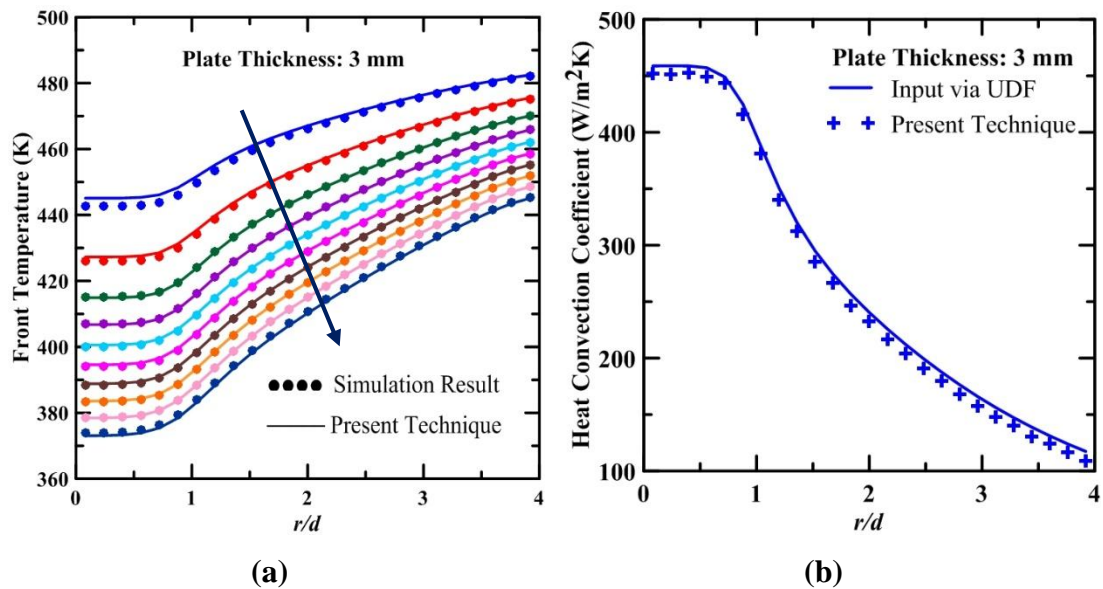 500
480
460
440
420
400
380
360
Front Temperature (K)
Plate Thickness: 3 mm
Simulation Result
Present Technique
0 1 2 3 4
r/d
(a)
500
400
300
200
100
Heat Convection Coefficient (W/m²K)
Plate Thickness: 3 mm
Input via UDF
Present Technique
0 1 2 3 4
r/d
(b)